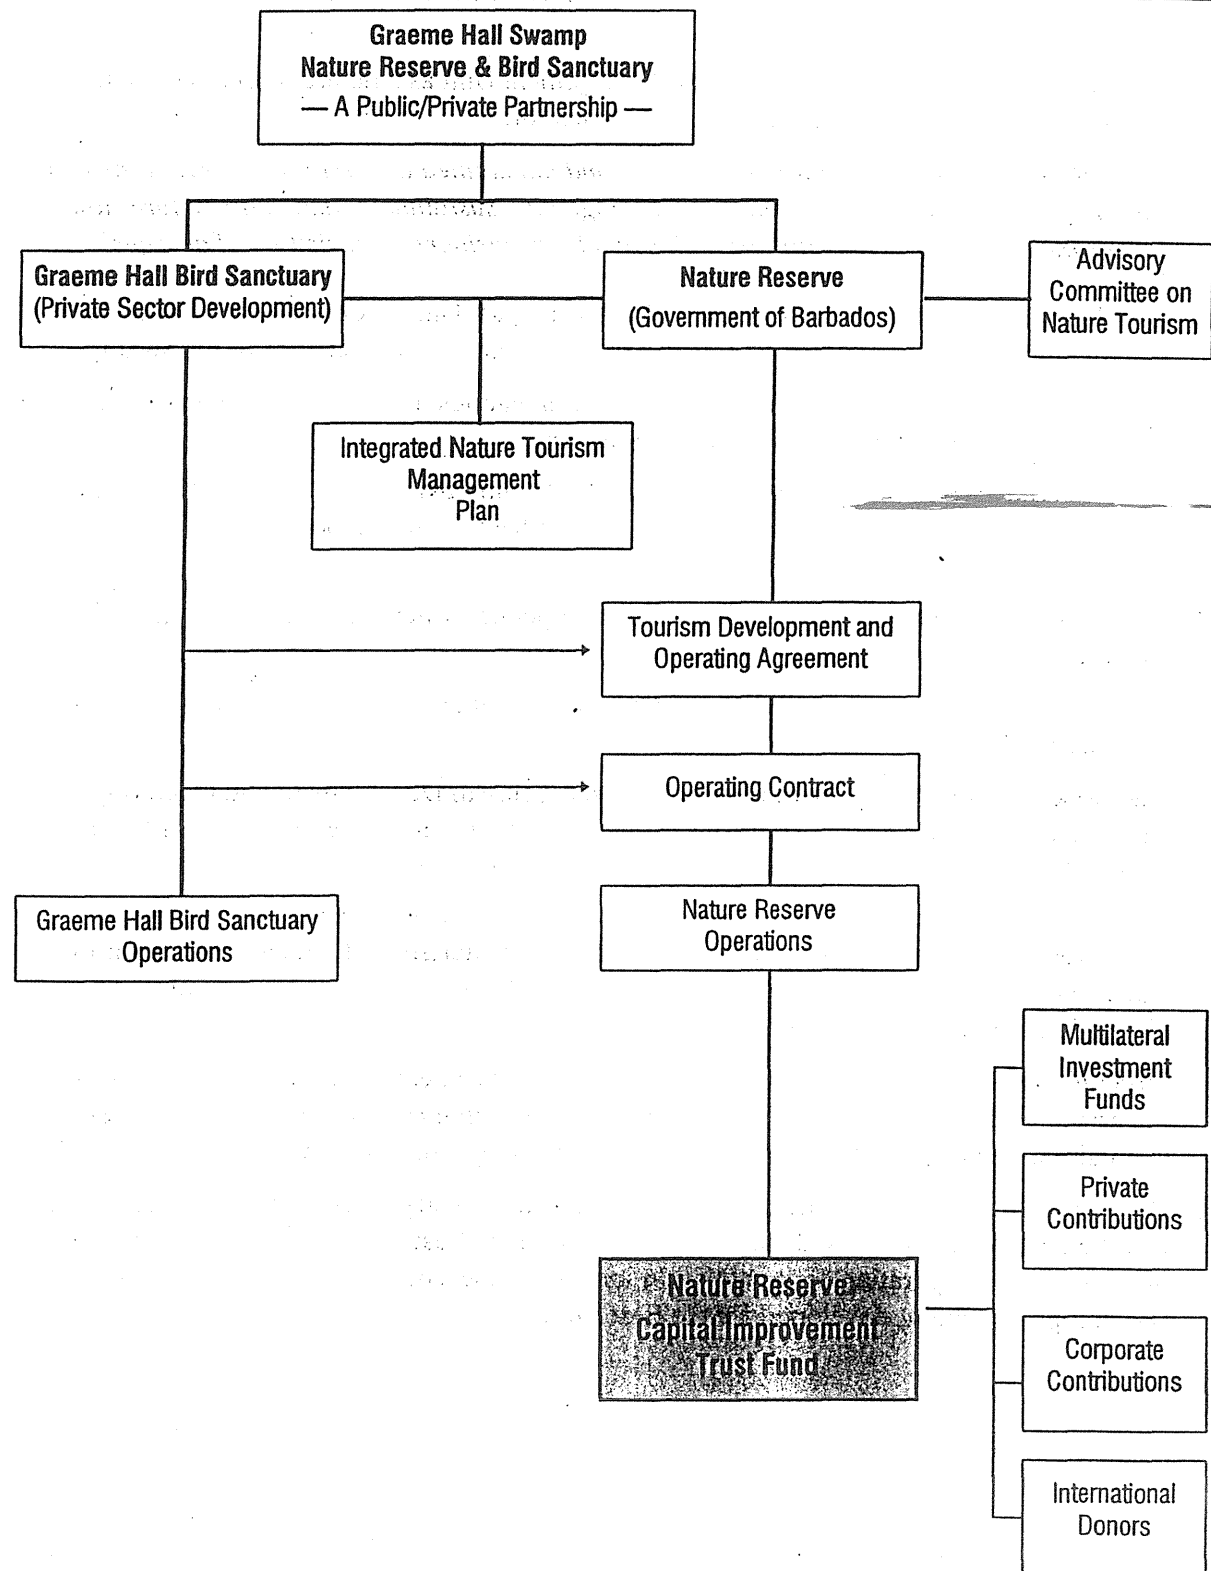 Graeme Hall Swamp
Nature Reserve & Bird Sanctuary
— A Public/Private Partnership —
Graeme Hall Bird Sanctuary
(Private Sector Development)
Nature Reserve
(Government of Barbados)
Advisory
Committee on
Nature Tourism
Integrated Nature Tourism
Management
Plan
Tourism Development and
Operating Agreement
Operating Contract
Graeme Hall Bird Sanctuary
Operations
Nature Reserve
Operations
Multilateral
Investment
Funds
Private
Contributions
Nature Reserve
Capital Improvement
Trust Fund
Corporate
Contributions
International
Donors